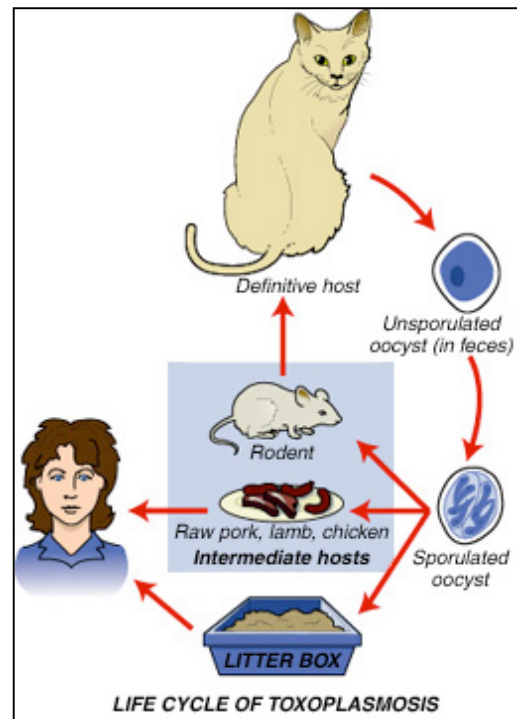 Definitive host
Unsporulated
oocyst (in feces)
Rodent
Raw pork, lamb, chicken
Intermediate hosts
Sporulated
oocyst
LITTER BOX
LIFE CYCLE OF TOXOPLASMOSIS